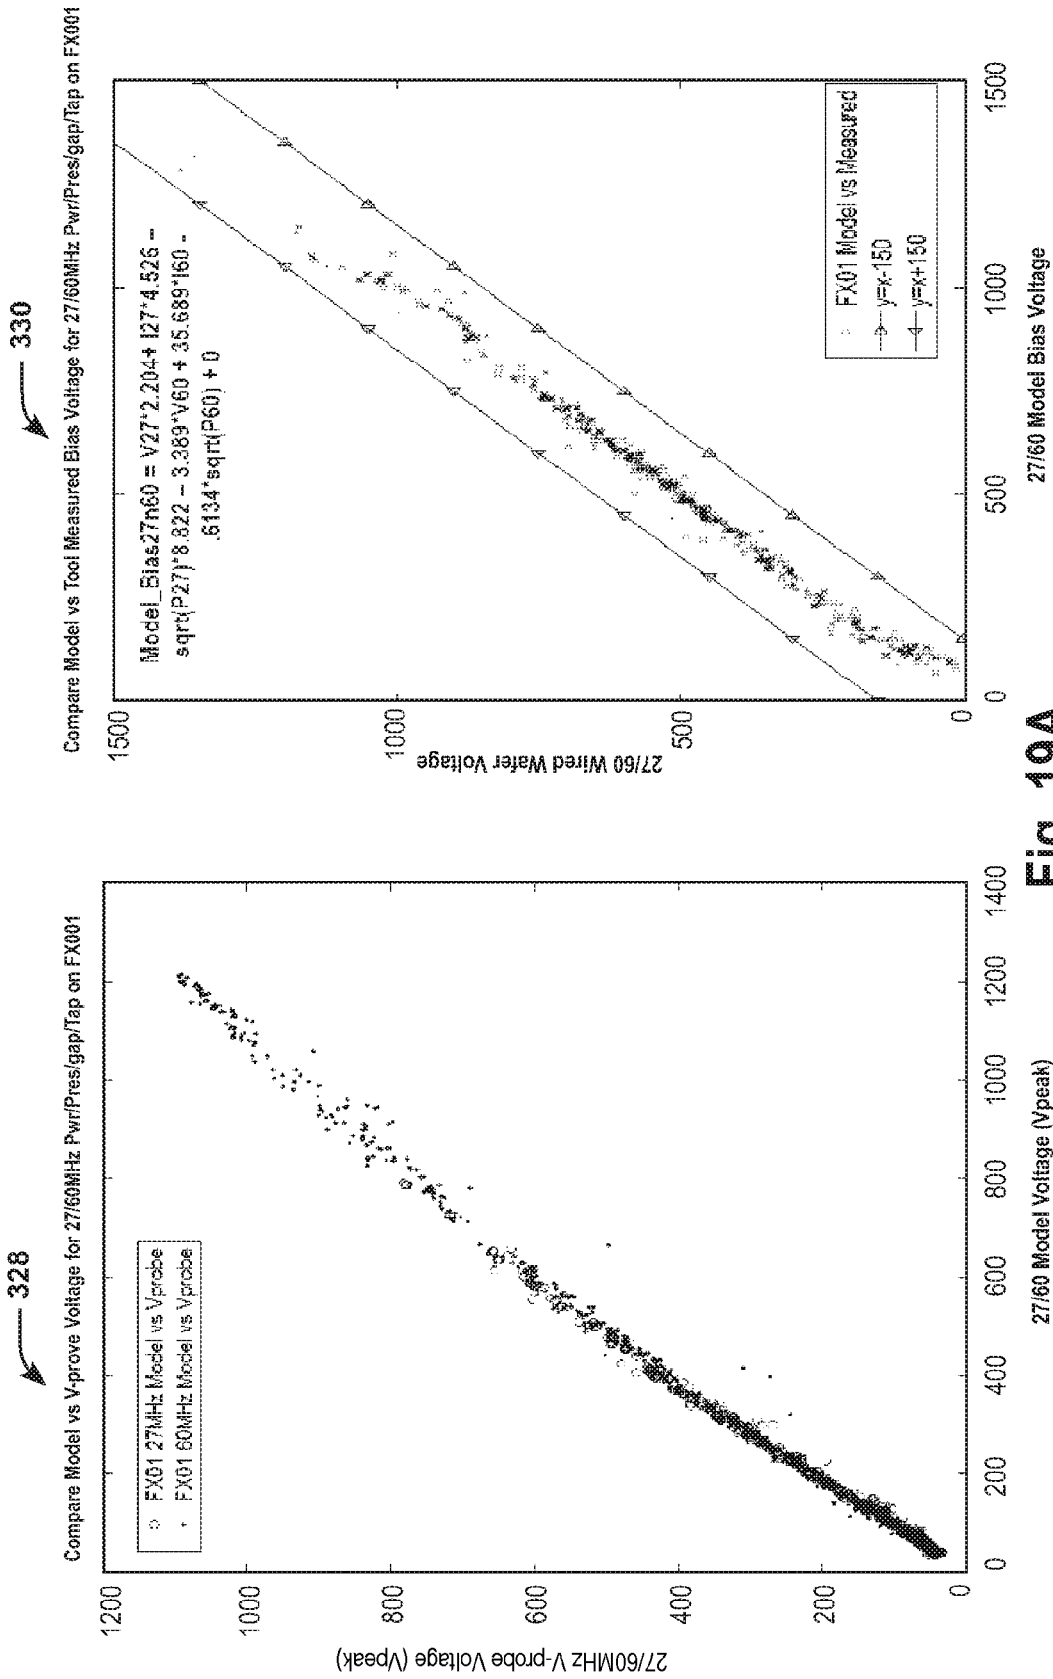 328
Compare Model vs V-prove Voltage for 27/60MHz Pwr/Pres/gap/Tap on FX001
FX01 27MHz Model vs Vprobe
FX01 60MHz Model vs Vprobe
27/60MHz V-probe Voltage (Vpeak)
1200
1000
800
600
400
200
0
0
200
400
600
800
1000
1200
1400
27/60 Model Voltage (Vpeak)
330
Compare Model vs Tool Measured Bias Voltage for 27/60MHz Pwr/Pres/gap/Tap on FX001
Model_Bias27n60 = V27*2.204+ I27*4.526 –
sqrt(P27)*8.822 – 3.389*V60 + 35.689*I60 -
.6134*sqrt(P60) + 0
27/60 Wired Wafer Voltage
1500
1000
500
0
0
500
1000
1500
FX01 Model vs Measured
y=x-150
y=x+150
27/60 Model Bias Voltage
Fig. 19A